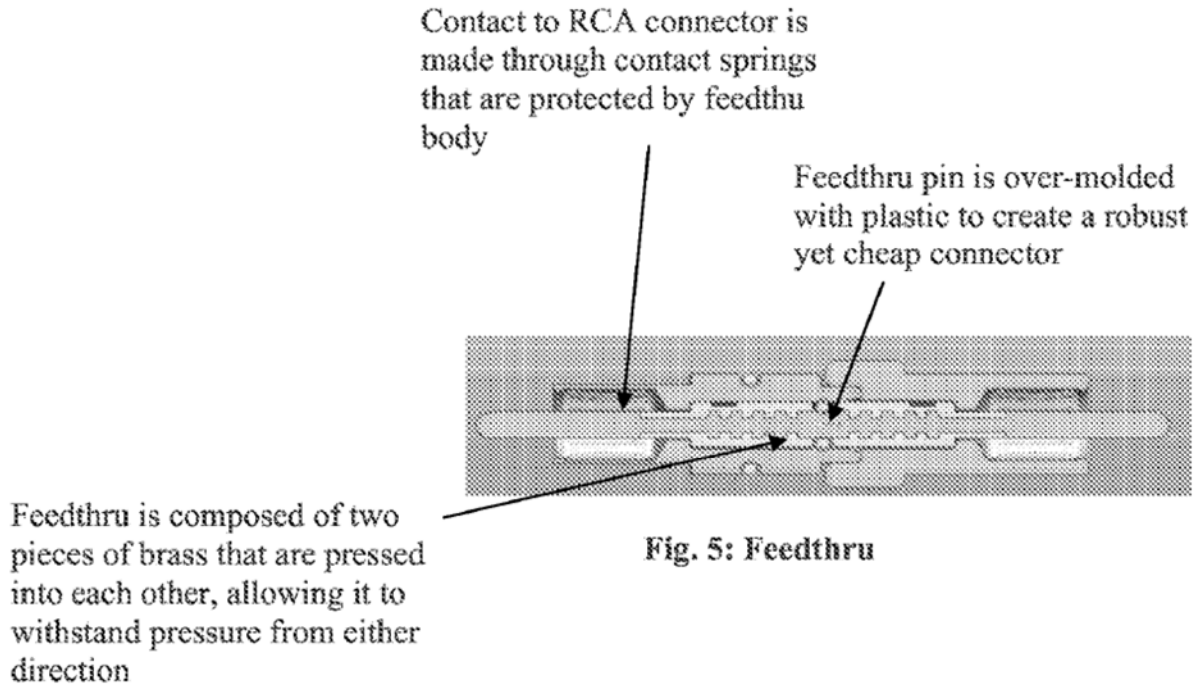 Contact to RCA connector is
made through contact springs
that are protected by feedthu
body
Feedthru pin is over-molded
with plastic to create a robust
yet cheap connector
Feedthru is composed of two
pieces of brass that are pressed
into each other, allowing it to
withstand pressure from either
direction
Fig. 5: Feedthru